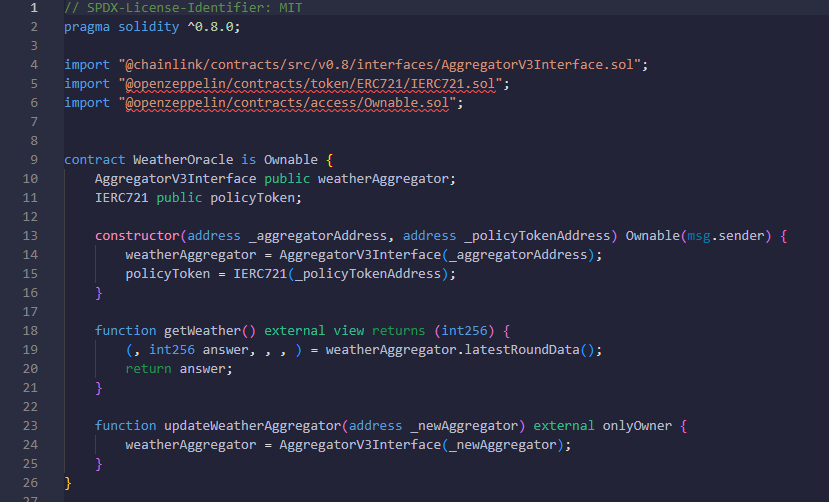 1 // SPDX-License-Identifier: MIT
2 pragma solidity ^0.8.0;
3
4 import "@chainlink/contracts/src/v0.8/interfaces/AggregatorV3Interface.sol";
5 import "@openzeppelin/contracts/token/ERC721/IERC721.sol";
6 import "@openzeppelin/contracts/access/Ownable.sol";
7
8
9 contract WeatherOracle is Ownable {
10     AggregatorV3Interface public weatherAggregator;
11     IERC721 public policyToken;
12
13     constructor(address _aggregatorAddress, address _policyTokenAddress) Ownable(msg.sender) {
14         weatherAggregator = AggregatorV3Interface(_aggregatorAddress);
15         policyToken = IERC721(_policyTokenAddress);
16     }
17
18     function getWeather() external view returns (int256) {
19         (, int256 answer, , , ) = weatherAggregator.latestRoundData();
20         return answer;
21     }
22
23     function updateWeatherAggregator(address _newAggregator) external onlyOwner {
24         weatherAggregator = AggregatorV3Interface(_newAggregator);
25     }
26 }
27